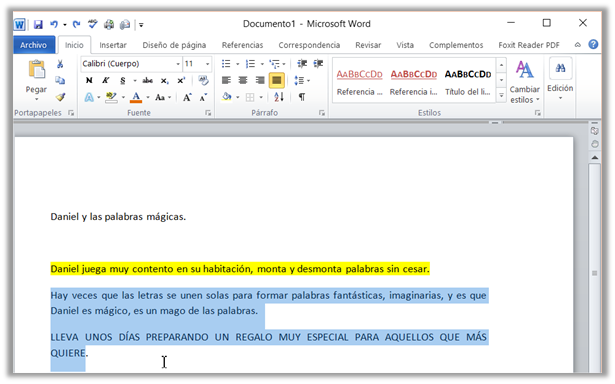 Documento1 - Microsoft Word
Archivo Inicio Insertar Diseño de página Referencias Correspondencia Revisar Vista Complementos Foxit Reader PDF
Calibri (Cuerpo) 11
AaBbCcDd AaBbCcDd AaBbCcDd
N K S abc x₂ x²
Pegar
Referencia ... Referencia i... Título del li...
Cambiar estilos
Edición
Portapapeles Fuente Párrafo Estilos
Daniel y las palabras mágicas.
Daniel juega muy contento en su habitación, monta y desmonta palabras sin cesar.
Hay veces que las letras se unen solas para formar palabras fantásticas, imaginarias, y es que
Daniel es mágico, es un mago de las palabras.
LLEVA UNOS DÍAS PREPARANDO UN REGALO MUY ESPECIAL PARA AQUELLOS QUE MÁS
QUIERE.